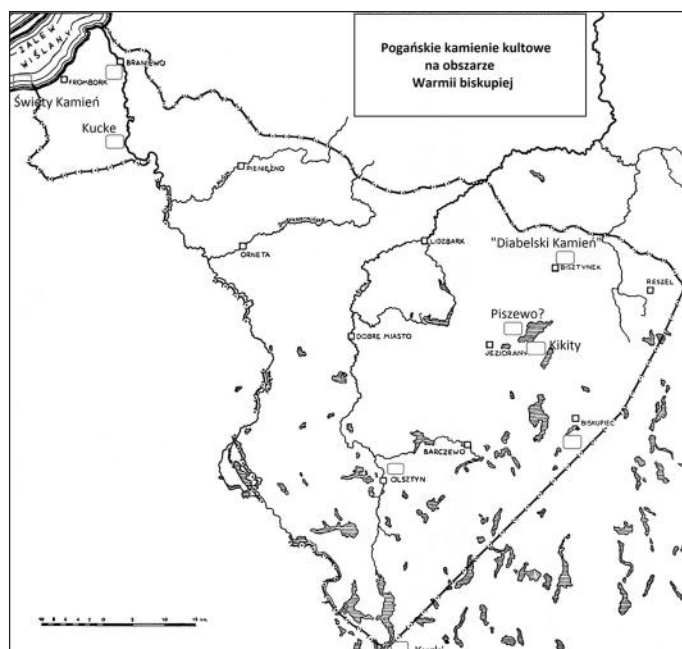 Pogańskie kamienie kultowe
na obszarze
Warmii biskupiej
ZALEW
WIŚLANY
BRANIEWO
FROMBORK
Święty Kamień
Kucke
PIENIĘŻNO
"Diabelski Kamień"
LIDZBARK
ORNETA
BISZTYNEK
RESZEL
Piszewo?
DOBRE MIASTO
JEZIORANY
Kikity
BISKUPIEC
BARCZEWO
OLSZTYN